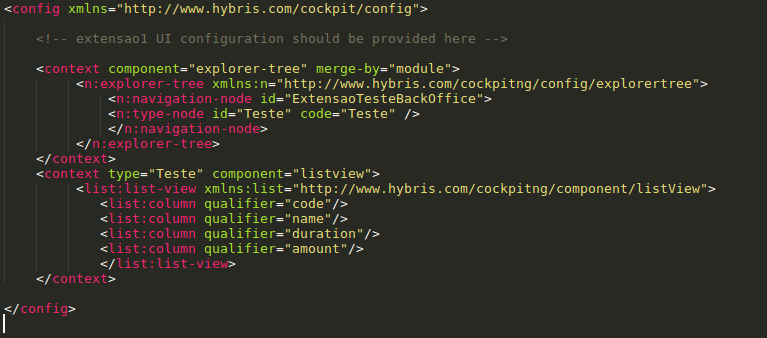 <config xmlns="http://www.hybris.com/cockpit/config">
<!-- extensao1 UI configuration should be provided here -->
<context component="explorer-tree" merge-by="module">
<n:explorer-tree xmlns:n="http://www.hybris.com/cockpitng/config/explorertree">
<n:navigation-node id="ExtensaoTesteBackOffice">
<n:type-node id="Teste" code="Teste" />
</n:navigation-node>
</n:explorer-tree>
</context>
<context type="Teste" component="listview">
<list:list-view xmlns:list="http://www.hybris.com/cockpitng/component/listView">
<list:column qualifier="code"/>
<list:column qualifier="name"/>
<list:column qualifier="duration"/>
<list:column qualifier="amount"/>
</list:list-view>
</context>
</config>